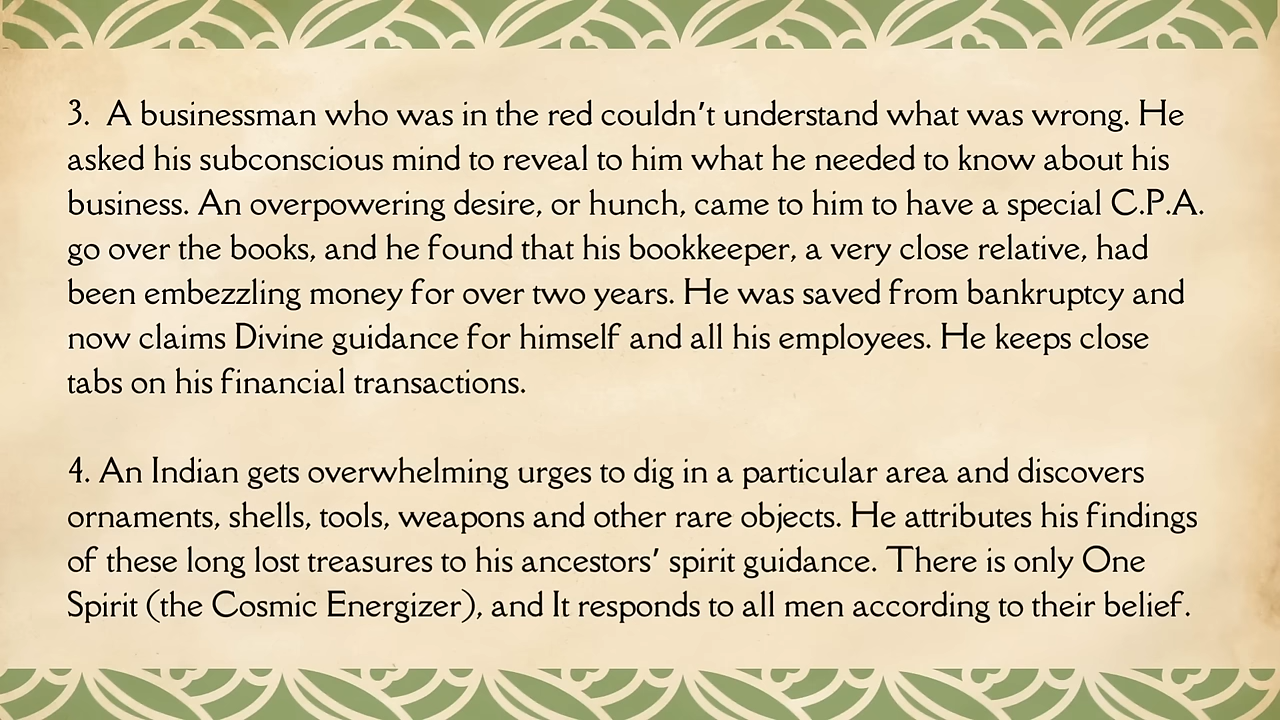 3.  A businessman who was in the red couldn't understand what was wrong. He
asked his subconscious mind to reveal to him what he needed to know about his
business. An overpowering desire, or hunch, came to him to have a special C.P.A.
go over the books, and he found that his bookkeeper, a very close relative, had
been embezzling money for over two years. He was saved from bankruptcy and
now claims Divine guidance for himself and all his employees. He keeps close
tabs on his financial transactions.
4. An Indian gets overwhelming urges to dig in a particular area and discovers
ornaments, shells, tools, weapons and other rare objects. He attributes his findings
of these long lost treasures to his ancestors' spirit guidance. There is only One
Spirit (the Cosmic Energizer), and It responds to all men according to their belief.